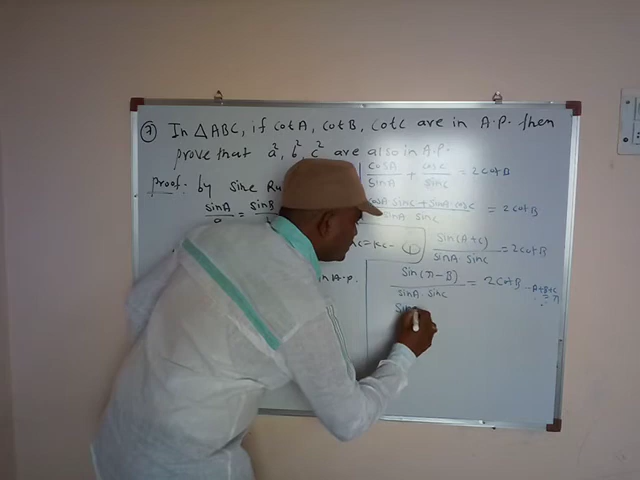 7 In △ABC, if cotA, cotB, cotC are in A.P. then
prove that a², b², c² are also in A.P.
proof: by sine Ru
sinA/a = sinB/
cosA/sinA + cosC/sinC = 2cotB
cosA sinC + sinA cosC / sinA sinC = 2cotB
C = KC - ①
sin(A+C)/sinA. sinC = 2cotB
in A.P.
sin(π-B)/sinA. sinC = 2cotB
A+B+C = π
Sin